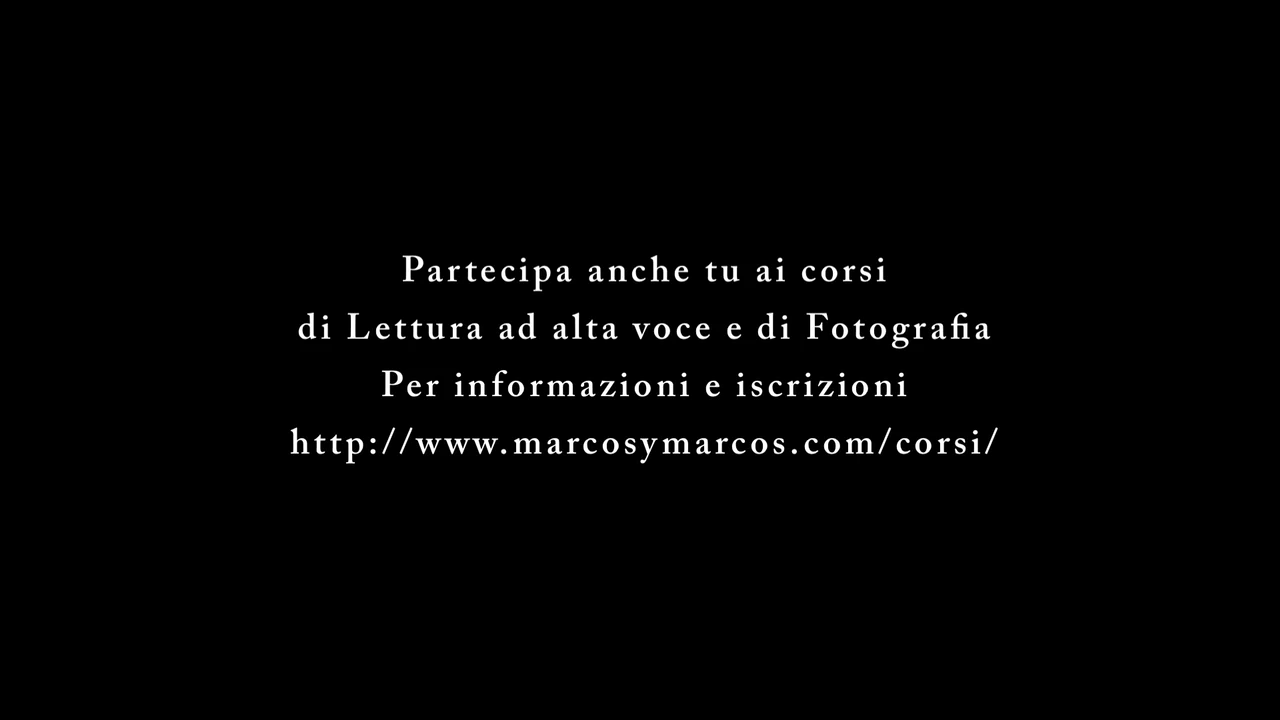 Partecipa anche tu ai corsi
di Lettura ad alta voce e di Fotografia
Per informazioni e iscrizioni
http://www.marcosymarcos.com/corsi/